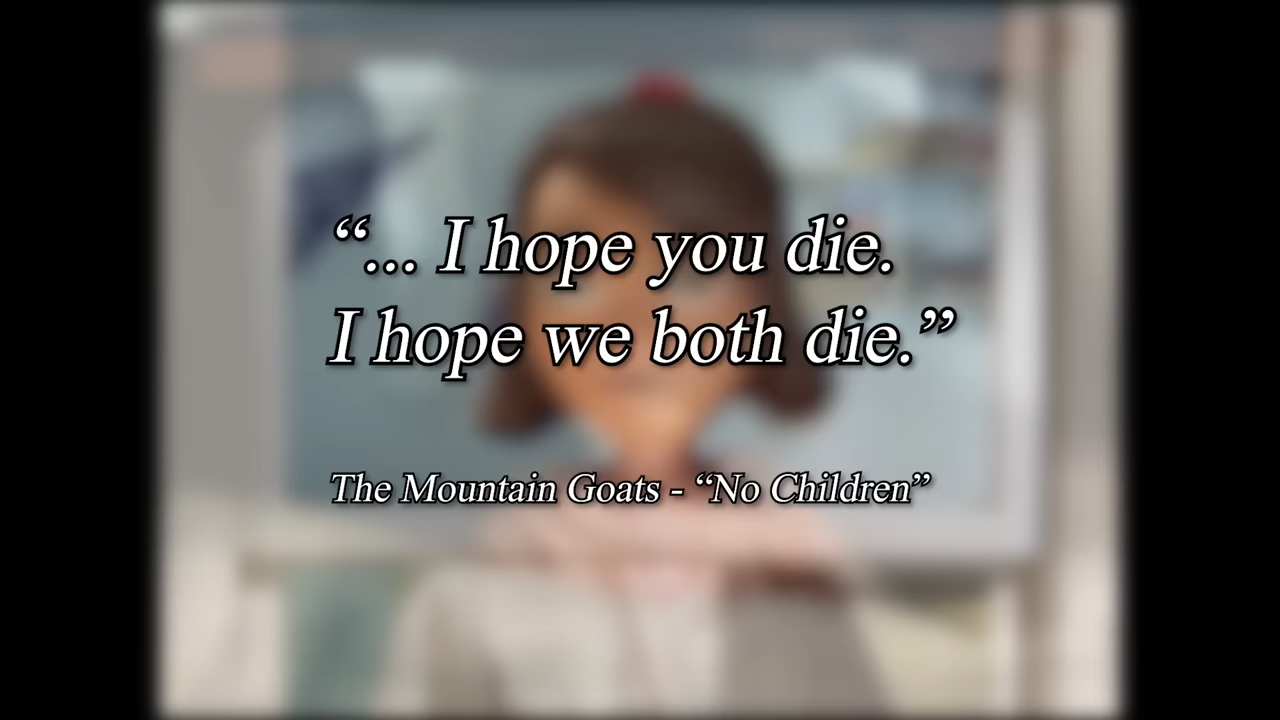 “... I hope you die.
I hope we both die.”
The Mountain Goats - “No Children”